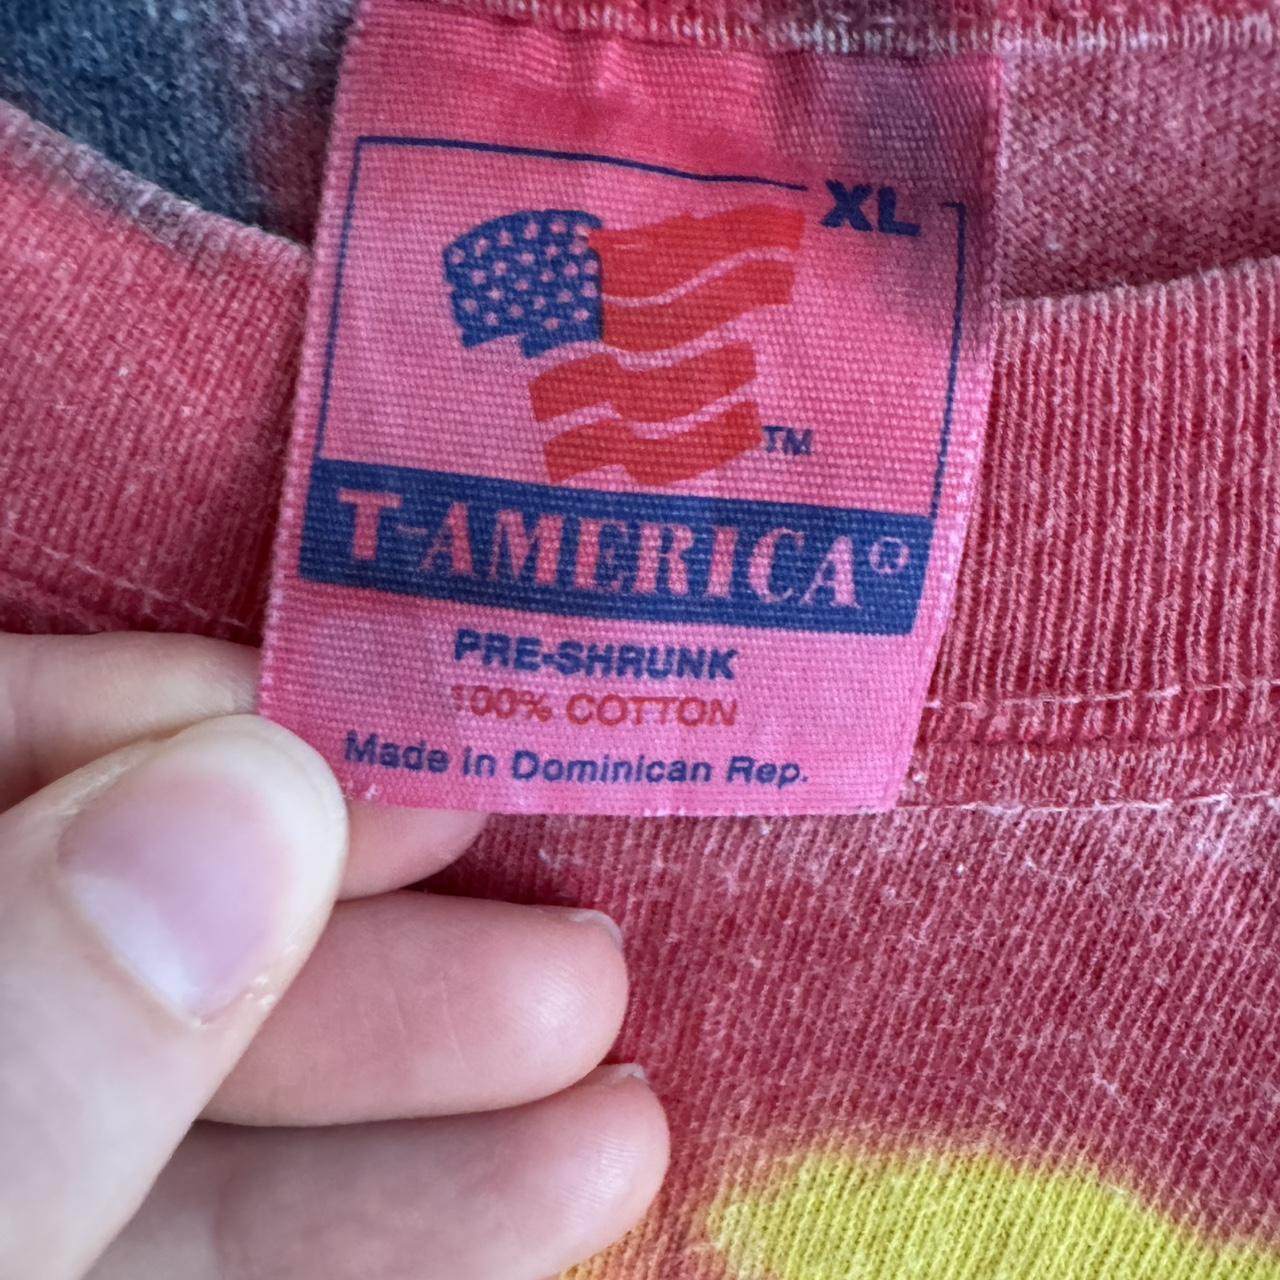 XL
TM
T-AMERICA®
PRE-SHRUNK
100% COTTON
Made in Dominican Rep.